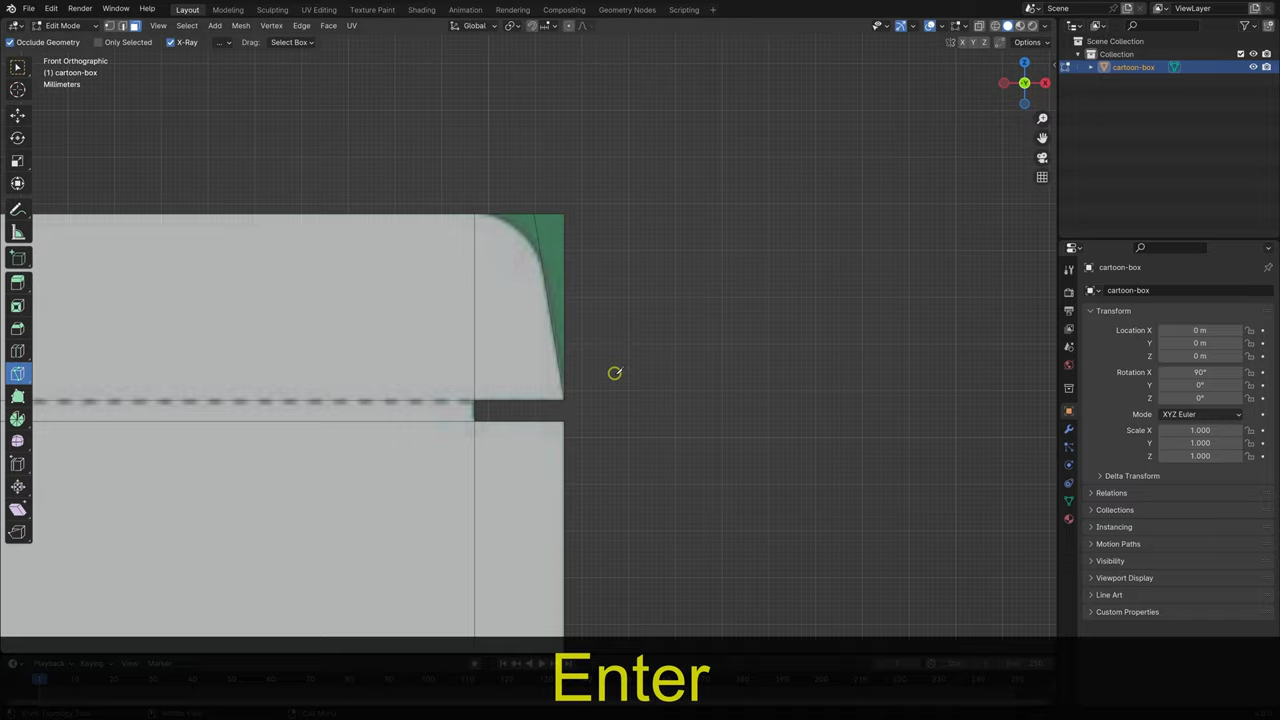 File Edit Render Window Help Layout Modeling Sculpting UV Editing Texture Paint Shading Animation Rendering Compositing Geometry Nodes Scripting + Scene ViewLayer
Edit Mode View Select Add Mesh Vertex Edge Face UV Global
Occlude Geometry Only Selected X-Ray ... Drag: Select Box X Y Z Options
Front Orthographic
(1) cartoon-box
Millimeters
Z
X
Y
Scene Collection
Collection
cartoon-box
cartoon-box
cartoon-box
Transform
Location X 0 m
Y 0 m
Z 0 m
Rotation X 90°
Y 0°
Z 0°
Mode XYZ Euler
Scale X 1.000
Y 1.000
Z 1.000
Delta Transform
Relations
Collections
Instancing
Motion Paths
Visibility
Viewport Display
Line Art
Custom Properties
Playback Keying View Marker
Enter